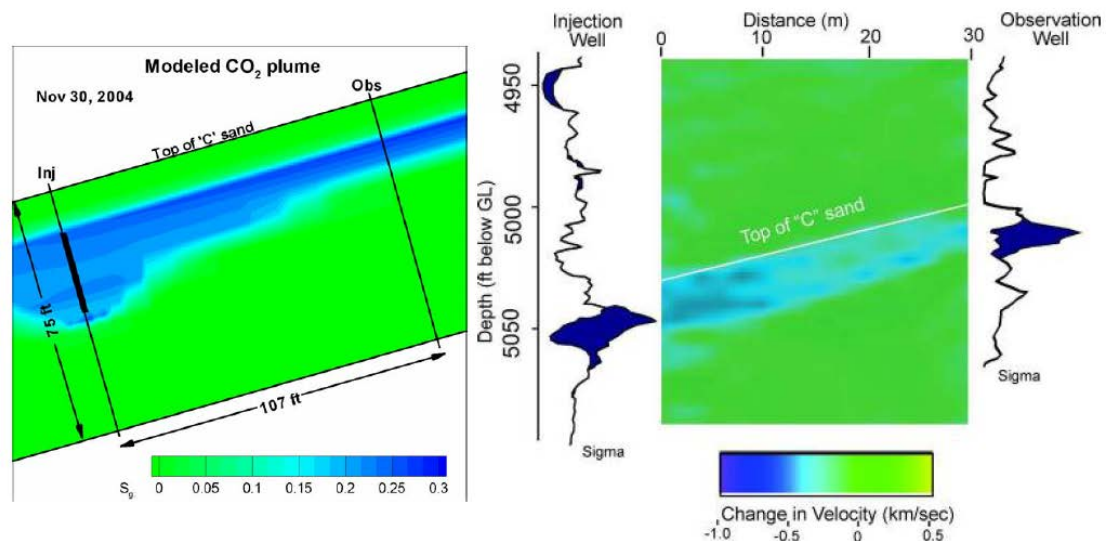 Modeled CO2 plume
Nov 30, 2004
Obs
Top of 'C' sand
Inj
75 ft
107 ft
Sg 0 0.05 0.1 0.15 0.2 0.25 0.3
Injection
Well
Distance (m)
0 10 20 30
Observation
Well
Depth (ft below GL)
4950
5000
5050
Top of "C" sand
Sigma
Sigma
Change in Velocity (km/sec)
-1.0 -0.5 0 0.5